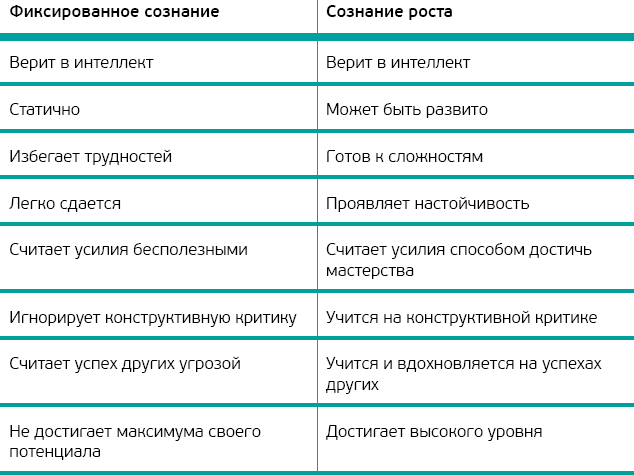 Фиксированное сознание
Сознание роста
Верит в интеллект
Верит в интеллект
Статично
Может быть развито
Избегает трудностей
Готов к сложностям
Легко сдается
Проявляет настойчивость
Считает усилия бесполезными
Считает усилия способом достичь
мастерства
Игнорирует конструктивную критику
Учится на конструктивной критике
Считает успех других угрозой
Учится и вдохновляется на успехах
других
Не достигает максимума своего
потенциала
Достигает высокого уровня